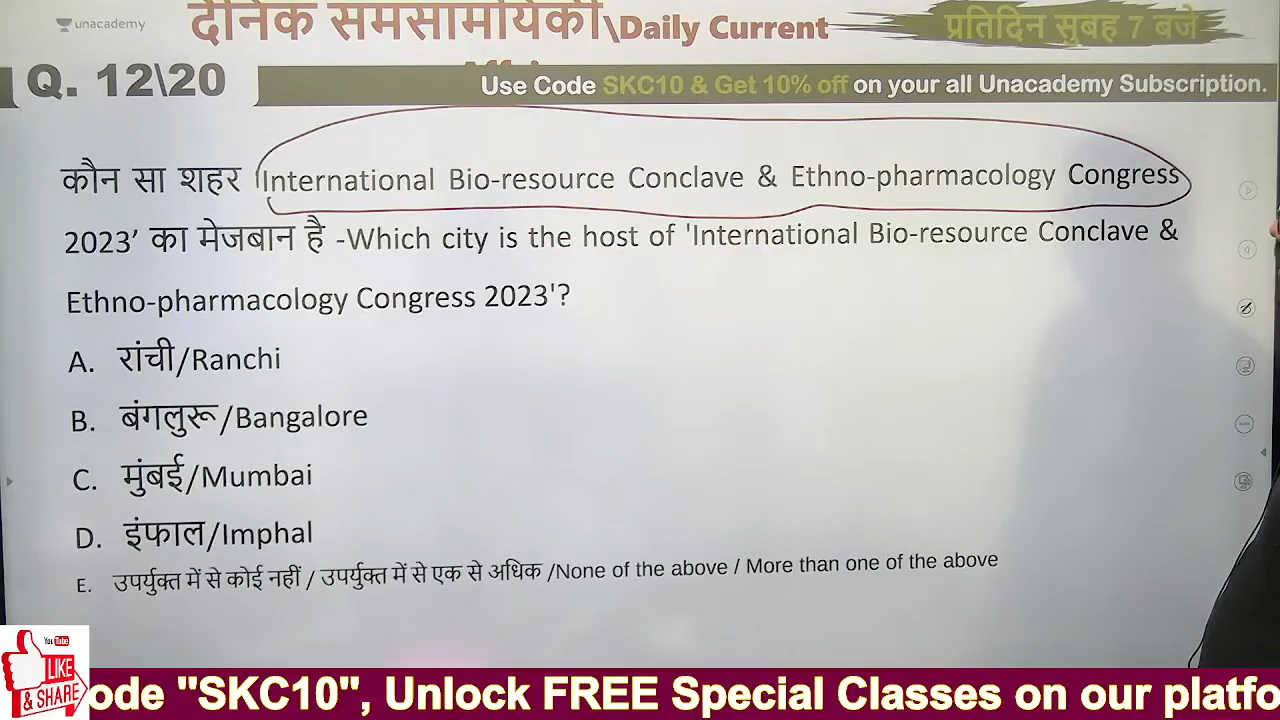 unacademy
दैनिक समसामयिकी\Daily Current
प्रतिदिन सुबह 7 बजे
Q. 12\20
Use Code SKC10 & Get 10% off on your all Unacademy Subscription.
कौन सा शहर 'International Bio-resource Conclave & Ethno-pharmacology Congress
2023’ का मेजबान है -Which city is the host of 'International Bio-resource Conclave &
Ethno-pharmacology Congress 2023'?
A. रांची/Ranchi
B. बंगलुरू/Bangalore
C. मुंबई/Mumbai
D. इंफाल/Imphal
E. उपर्युक्त में से कोई नहीं / उपर्युक्त में से एक से अधिक /None of the above / More than one of the above
YouTube
LIKE
& SHARE
ode "SKC10", Unlock FREE Special Classes on our platfo